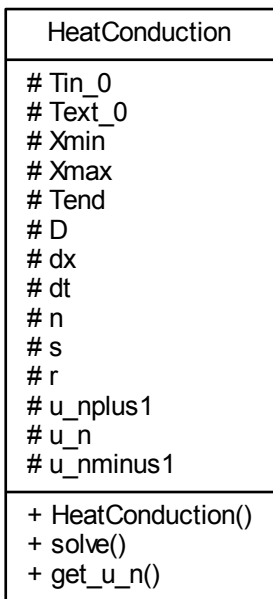 HeatConduction
# Tin_0
# Text_0
# Xmin
# Xmax
# Tend
# D
# dx
# dt
# n
# s
# r
# u_nplus1
# u_n
# u_nminus1
+ HeatConduction()
+ solve()
+ get_u_n()